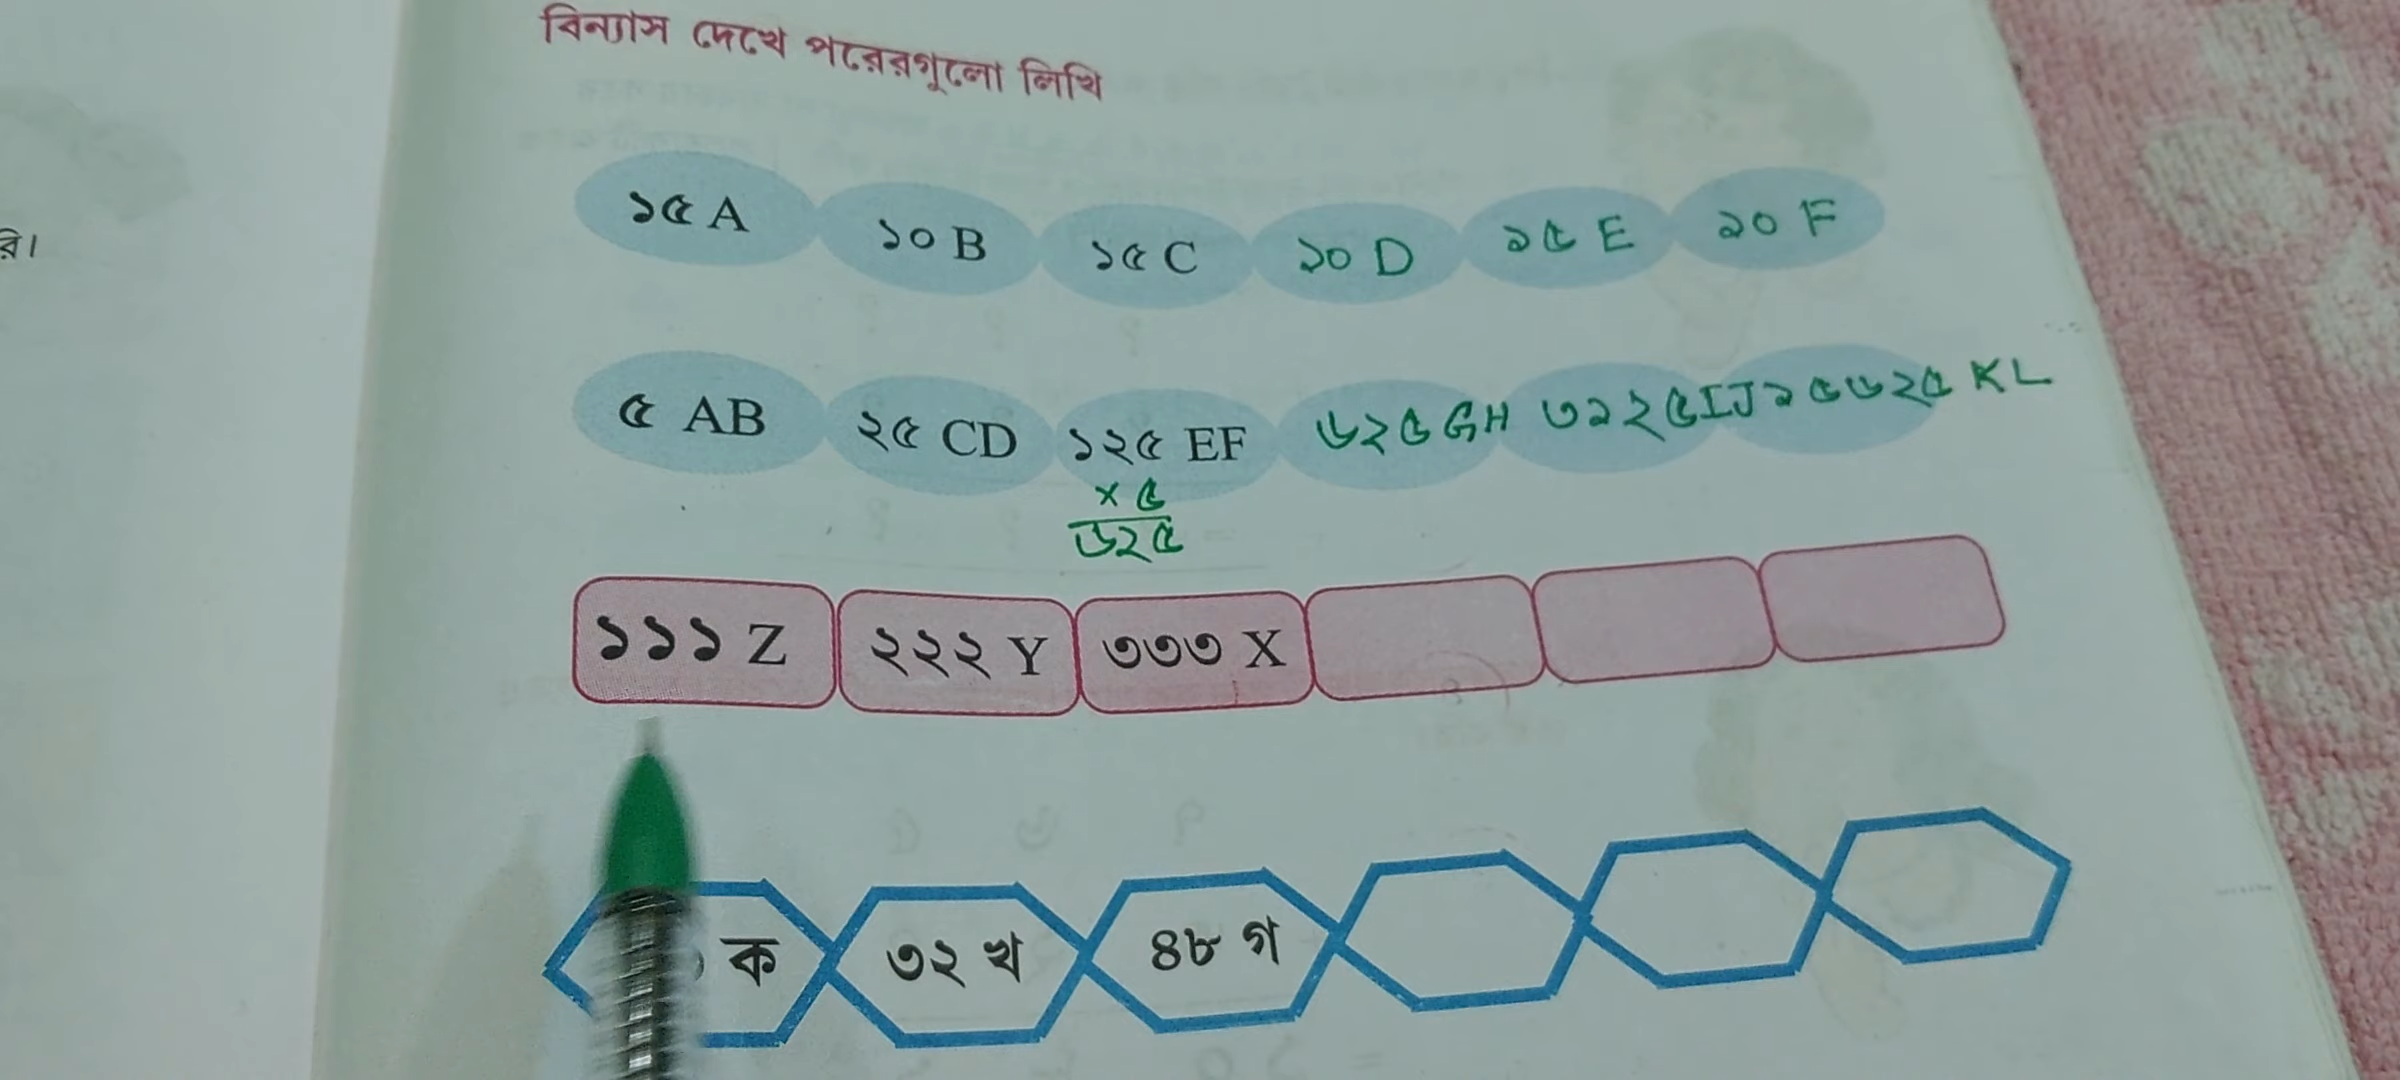 বিন্যাস দেখে পরেরগুলো লিখি
রি।
১৫ A ১০ B ১৫ C ১০ D ১৫ E ১০ F
৫ AB ২৫ CD ১২৫ EF ৬২৫ GH ৩১২৫ IJ ১৫৬২৫ KL
× ৫
৬২৫
১১১ Z ২২২ Y ৩৩৩ X
ক ৩২ খ ৪৮ গ